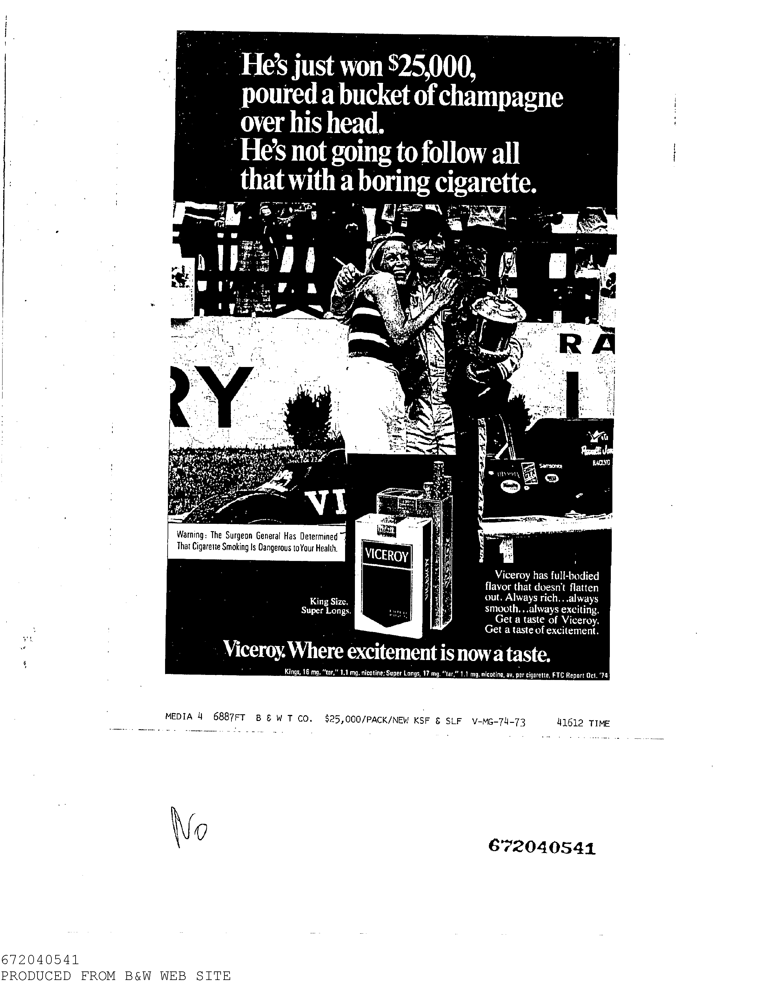 He's just won $25,000,
poured a bucket of champagne
over his head.
He's not going to follow all
that with a boring cigarette.
RA
RY
I
RACING
VI
Warning: The Surgeon General Has Determined
That Cigarette Smoking Is Dangerous to Your Health.
VICEROY
King Size.
Super Longs.
Viceroy has full-bodied
flavor that doesn't flatten
out. Always rich...always
smooth...always exciting.
Get a taste of Viceroy.
Get a taste of excitement.
Viceroy. Where excitement is now a taste.
Kings, 16 mg. "tar," 1.1 mg. nicotine; Super Longs, 17 mg. "tar," 1.1 mg. nicotine, av. per cigarette, FTC Report Oct. '74
MEDIA 4 6887FT B & W T CO. $25,000/PACK/NEW KSF & SLF V-MG-74-73 41612 TIME
No
672040541
672040541
PRODUCED FROM B&W WEB SITE